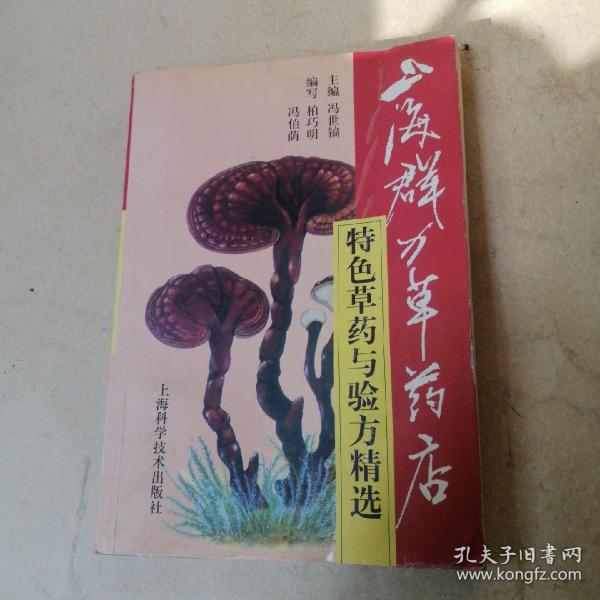 上海群力草药店
特色草药与验方精选
主编 冯世镐
编写 柏巧明
冯伯荫
上海科学技术出版社
孔夫子旧书网
www.kongfz.com